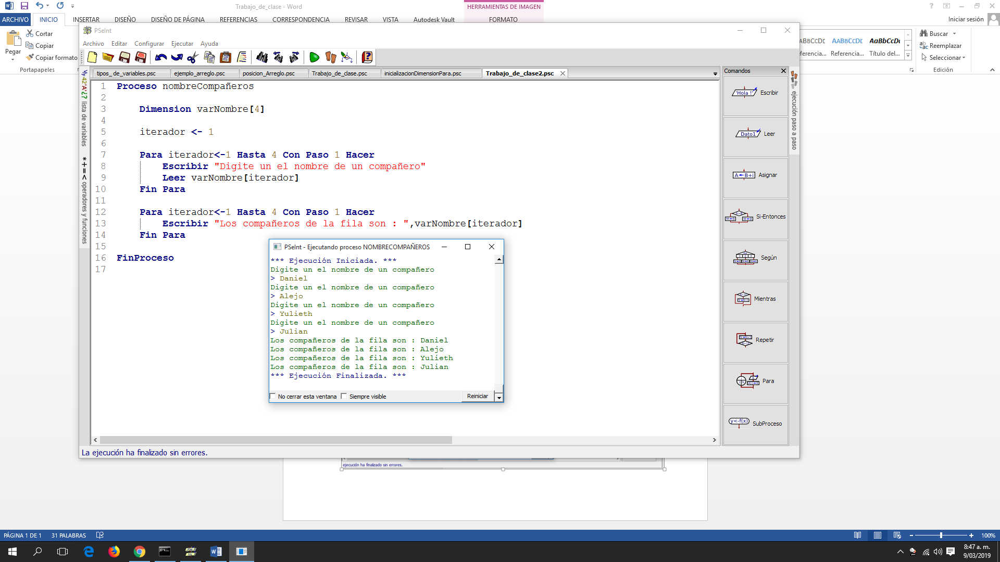 Trabajo_de_clase - Word
HERRAMIENTAS DE IMAGEN
ARCHIVO INICIO INSERTAR DISEÑO DISEÑO DE PÁGINA REFERENCIAS CORRESPONDENCIA REVISAR VISTA Autodesk Vault FORMATO
Iniciar sesión
Pegar
Cortar
Copiar
Copiar formato
Portapapeles
AaBbCcDc
Referencia...
Título del...
Buscar
Reemplazar
Seleccionar
Edición
PSeInt
Archivo Editar Configurar Ejecutar Ayuda
tipos_ de_variables.psc ejemplo_arreglo.psc posicion_Arreglo.psc Trabajo_de_clase.psc inicializacionDimensionPara.psc Trabajo_de_clase2.psc
lista de variables
operadores y funciones
1 Proceso nombreCompañeros
2
3 Dimension varNombre[4]
4
5 iterador <- 1
6
7 Para iterador<-1 Hasta 4 Con Paso 1 Hacer
8 Escribir "Digite un el nombre de un compañero"
9 Leer varNombre[iterador]
10 Fin Para
11
12 Para iterador<-1 Hasta 4 Con Paso 1 Hacer
13 Escribir "Los compañeros de la fila son : ",varNombre[iterador]
14 Fin Para
15
16 FinProceso
17
PSeInt - Ejecutando proceso NOMBRECOMPAÑEROS
*** Ejecución Iniciada. ***
Digite un el nombre de un compañero
> Daniel
Digite un el nombre de un compañero
> Alejo
Digite un el nombre de un compañero
> Yulieth
Digite un el nombre de un compañero
> Julian
Los compañeros de la fila son : Daniel
Los compañeros de la fila son : Alejo
Los compañeros de la fila son : Yulieth
Los compañeros de la fila son : Julian
*** Ejecución Finalizada. ***
No cerrar esta ventana Siempre visible Reiniciar
Comandos
'Hola !' Escribir
Dato1 Leer
A←B+i Asignar
Si-Entonces
Según
Mientras
Repetir
Para
y<-f(x) SubProceso
ejecución paso a paso
La ejecución ha finalizado sin errores.
ejecución ha finalizado sin errores.
PÁGINA 1 DE 1 31 PALABRAS
100%
8:47 a. m.
9/03/2019